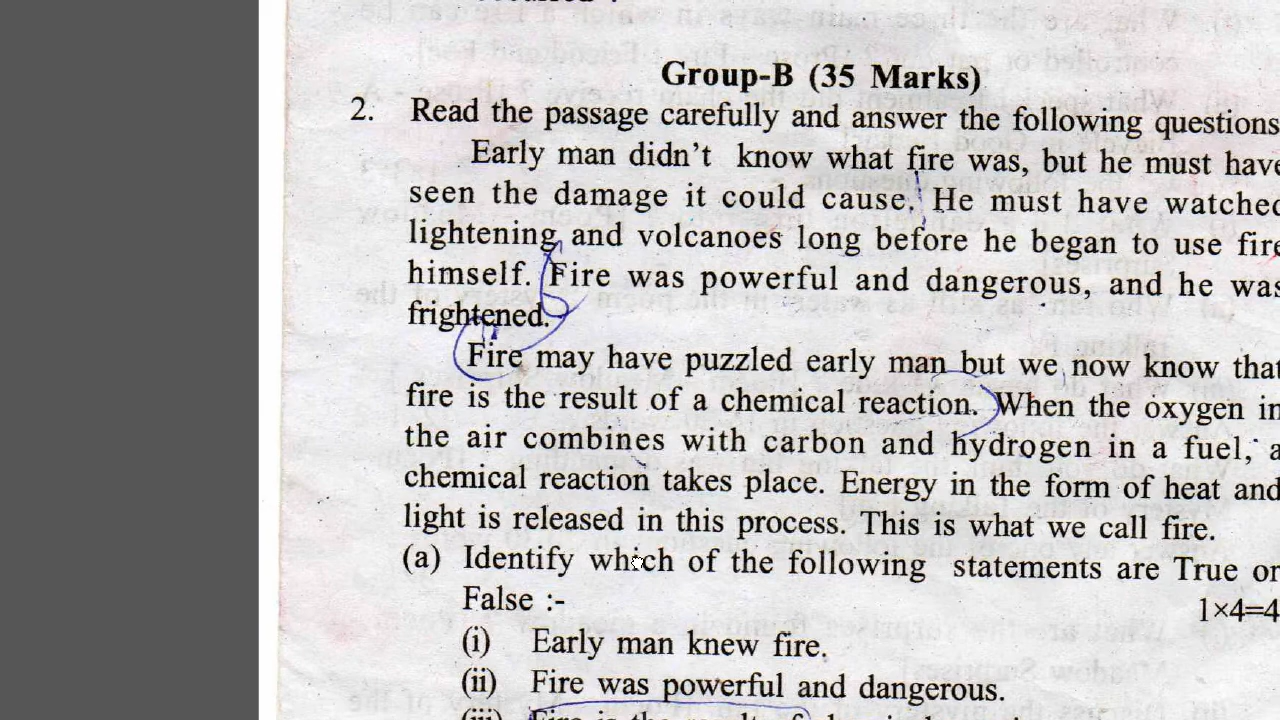 Group-B (35 Marks)
2. Read the passage carefully and answer the following questions
Early man didn't know what fire was, but he must have
seen the damage it could cause. He must have watched
lightening and volcanoes long before he began to use fire
himself. Fire was powerful and dangerous, and he was
frightened.
Fire may have puzzled early man but we now know that
fire is the result of a chemical reaction. When the oxygen in
the air combines with carbon and hydrogen in a fuel, a
chemical reaction takes place. Energy in the form of heat and
light is released in this process. This is what we call fire.
(a) Identify which of the following statements are True or
False :-
1×4=4
(i) Early man knew fire.
(ii) Fire was powerful and dangerous.
(iii) Fire is the result of